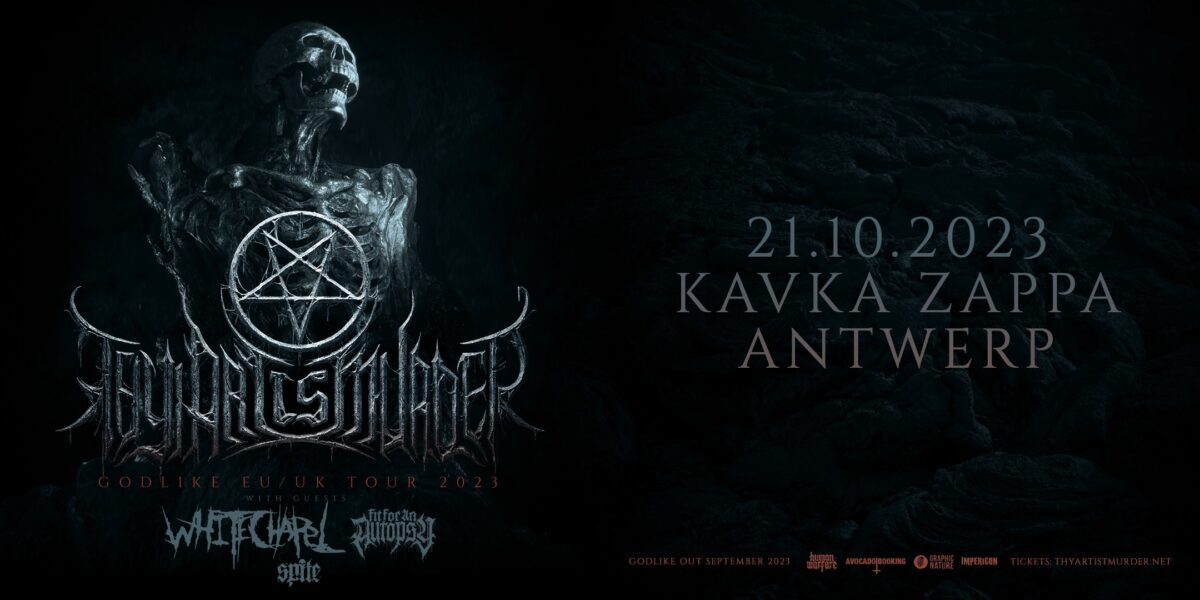 THY ART IS MURDER
GODLIKE EU/UK TOUR 2023
WITH GUESTS
WHITECHAPEL
FIT FOR AN
AUTOPSY
spite
21.10.2023
KAVKA ZAPPA
ANTWERP
GODLIKE OUT SEPTEMBER 2023
human
warfare
AVOCADO BOOKING
GRAPHIC
NATURE
IMPERICON
TICKETS: THYARTISTMURDER.NET